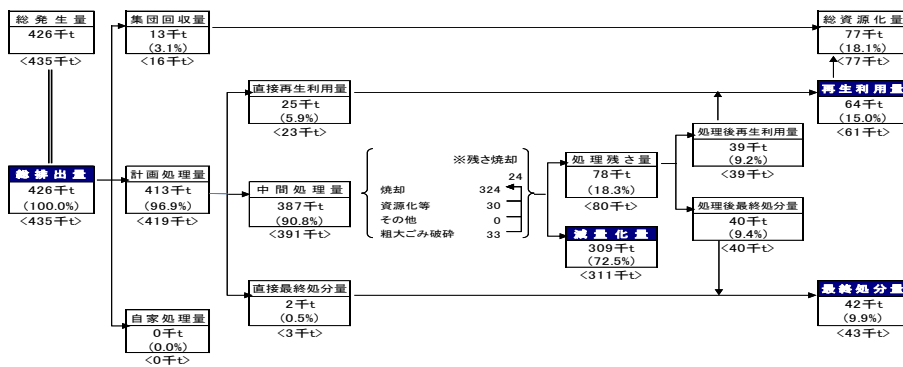 総発生量
426千t
<435千t>
総排出量
426千t
(100.0%)
<435千t>
集団回収量
13千t
(3.1%)
<16千t>
計画処理量
413千t
(96.9%)
<419千t>
自家処理量
0千t
(0.0%)
<0千t>
直接再生利用量
25千t
(5.9%)
<23千t>
中間処理量
387千t
(90.8%)
<391千t>
直接最終処分量
2千t
(0.5%)
<3千t>
※残さ焼却
24
焼却 324
資源化等 30
その他 0
粗大ごみ破砕 33
処理残さ量
78千t
(18.3%)
<80千t>
減量化量
309千t
(72.5%)
<311千t>
処理後再生利用量
39千t
(9.2%)
<39千t>
処理後最終処分量
40千t
(9.4%)
<40千t>
総資源化量
77千t
(18.1%)
<77千t>
再生利用量
64千t
(15.0%)
<61千t>
最終処分量
42千t
(9.9%)
<43千t>